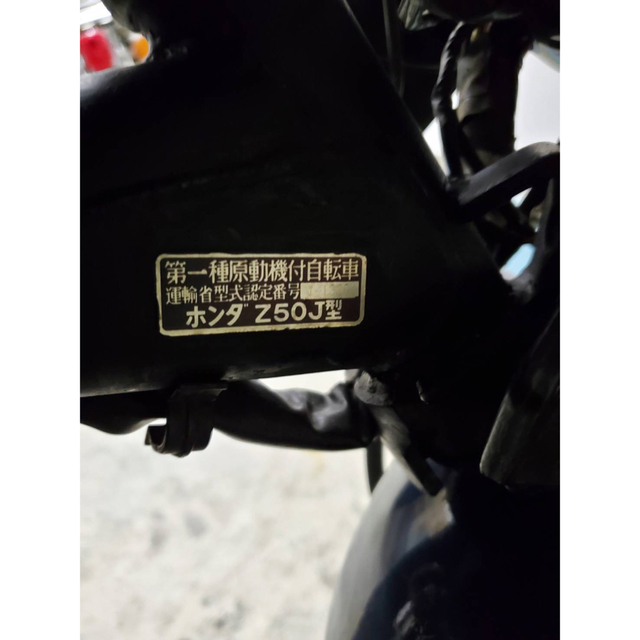 第一種原動機付自転車
運輸省型式認定番号
ホンダ Z50J型